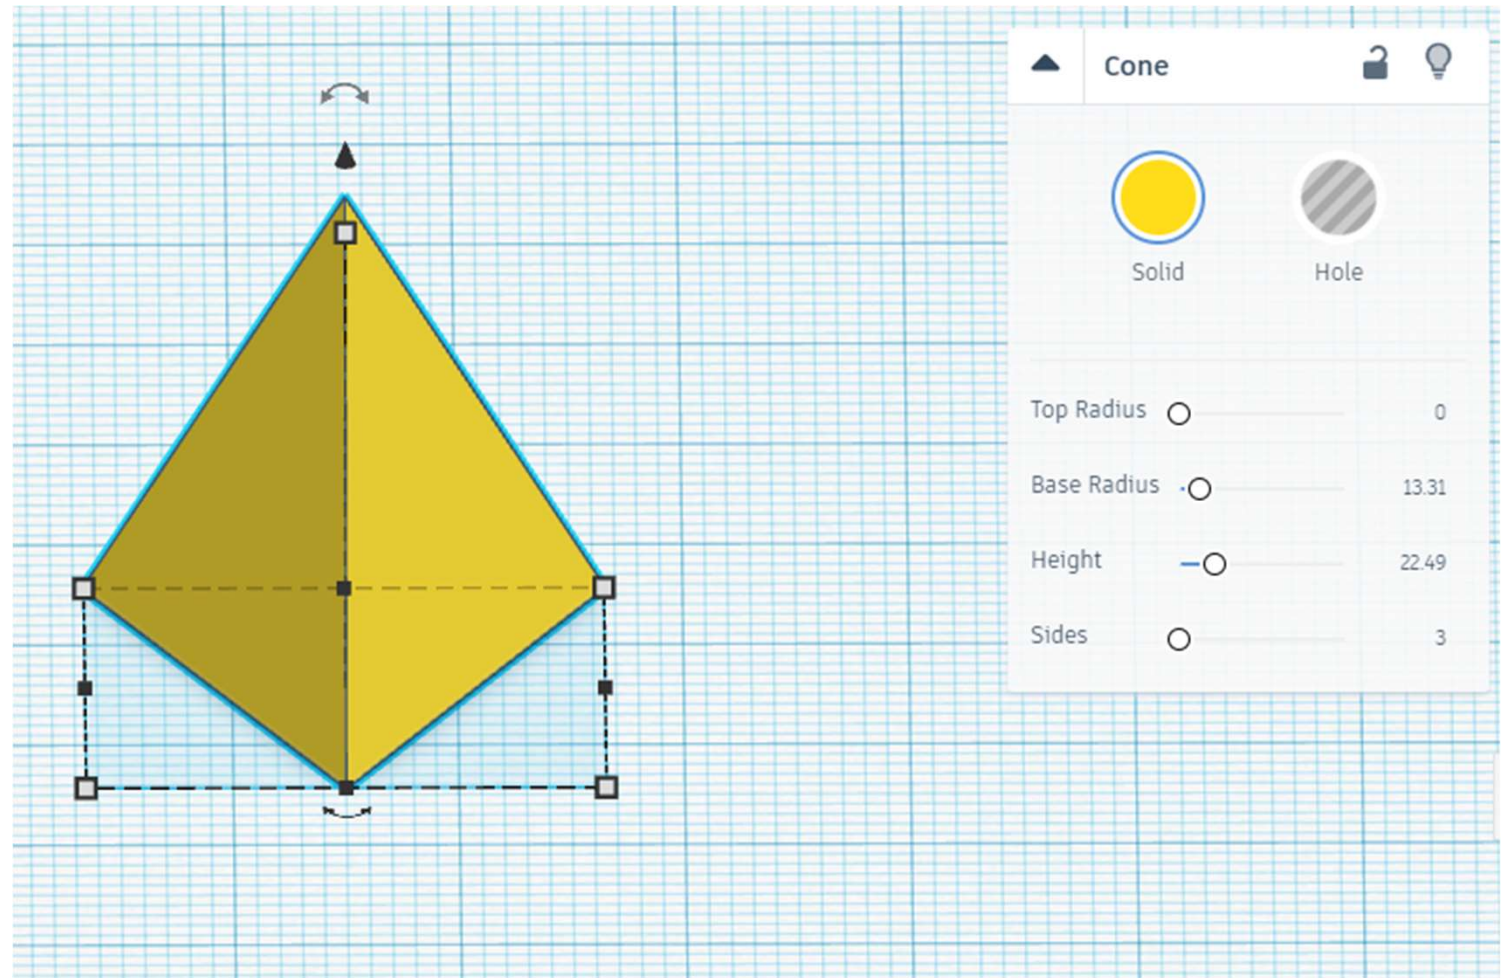 Cone
Solid Hole
Top Radius 0
Base Radius 13.31
Height 22.49
Sides 3